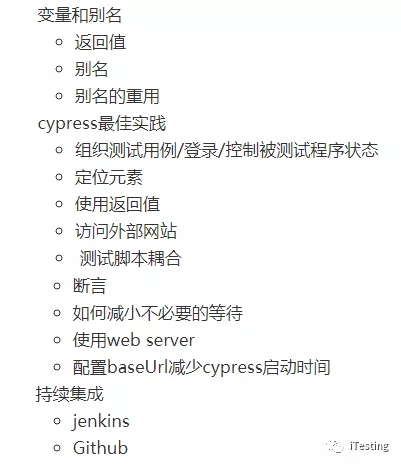 变量和别名
返回值
别名
别名的重用
cypress最佳实践
组织测试用例/登录/控制被测试程序状态
定位元素
使用返回值
访问外部网站
测试脚本耦合
断言
如何减小不必要的等待
使用web server
配置baseUrl减少cypress启动时间
持续集成
jenkins
Github
iTesting